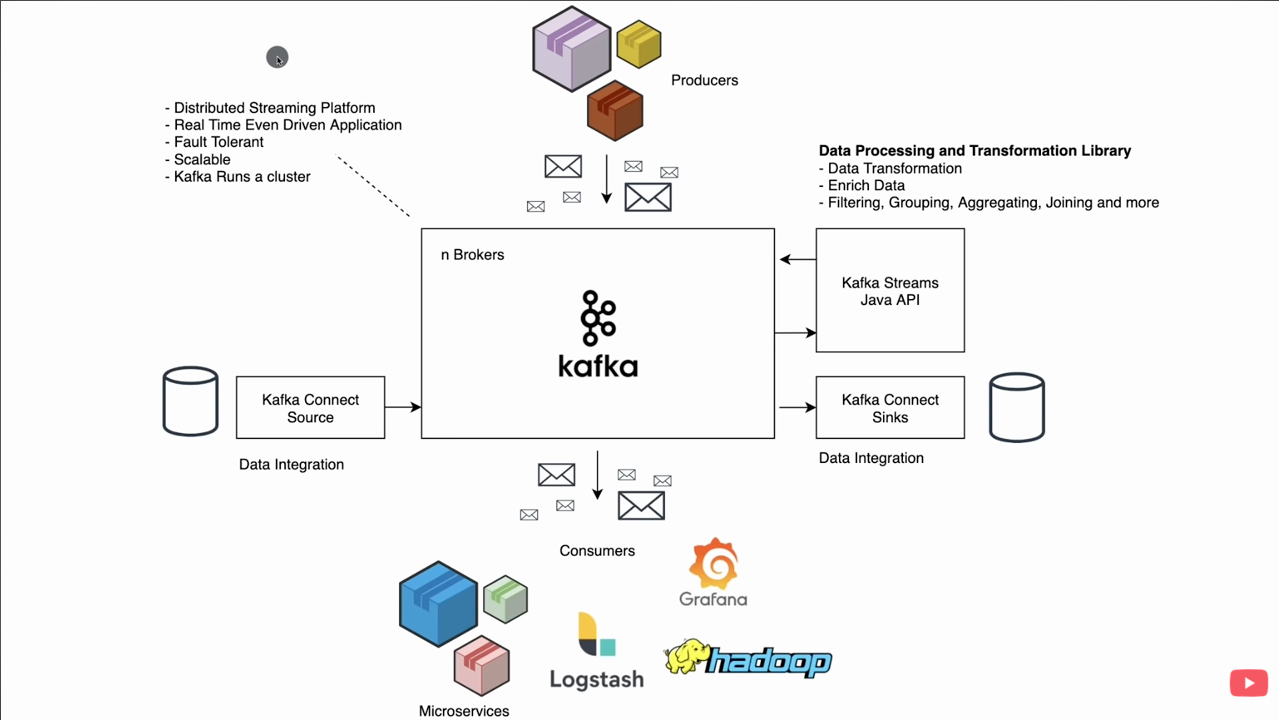 Producers
- Distributed Streaming Platform
- Real Time Even Driven Application
- Fault Tolerant
- Scalable
- Kafka Runs a cluster
Data Processing and Transformation Library
- Data Transformation
- Enrich Data
- Filtering, Grouping, Aggregating, Joining and more
n Brokers
kafka
Kafka Streams
Java API
Kafka Connect
Source
Data Integration
Kafka Connect
Sinks
Data Integration
Consumers
Grafana
Logstash
hadoop
Microservices